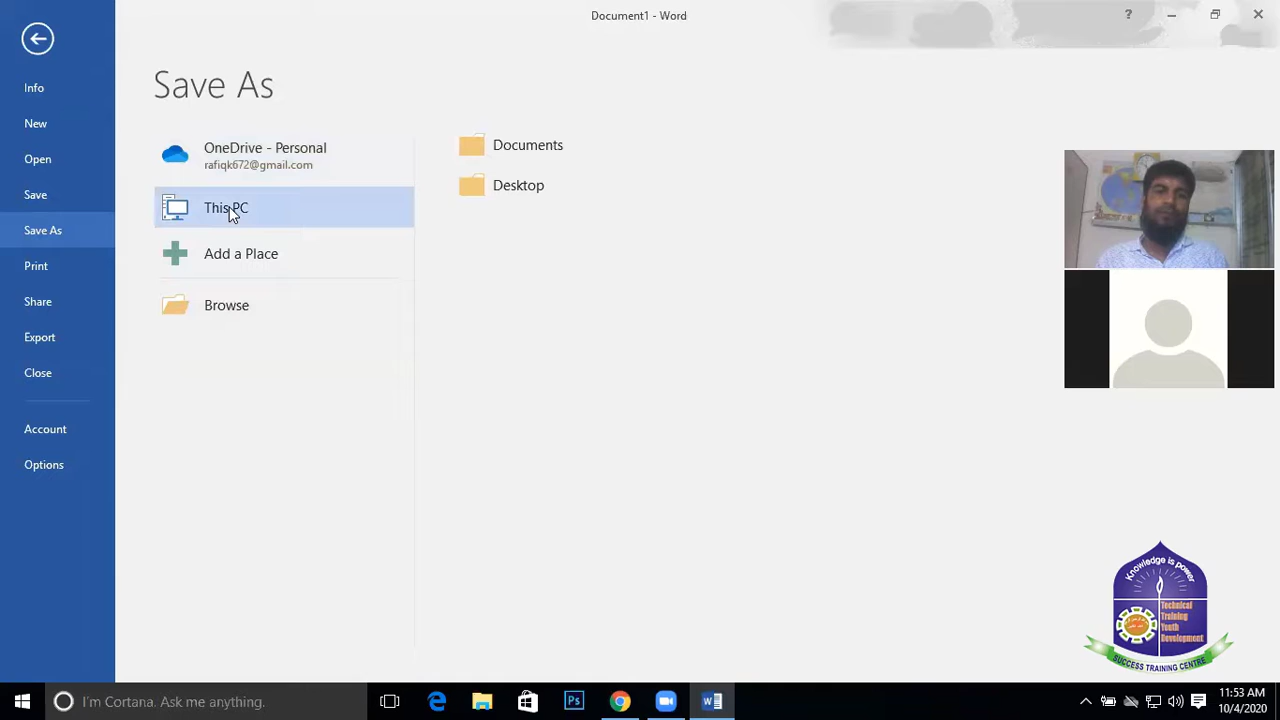 Document1 - Word
?
Save As
Info
New
Open
Save
Save As
Print
Share
Export
Close
Account
Options
OneDrive - Personal
rafiqk672@gmail.com
This PC
Add a Place
Browse
Documents
Desktop
Knowledge is power
Technical
Training
Youth
Development
SUCCESS TRAINING CENTRE
I'm Cortana. Ask me anything.
Ps
11:53 AM
10/4/2020